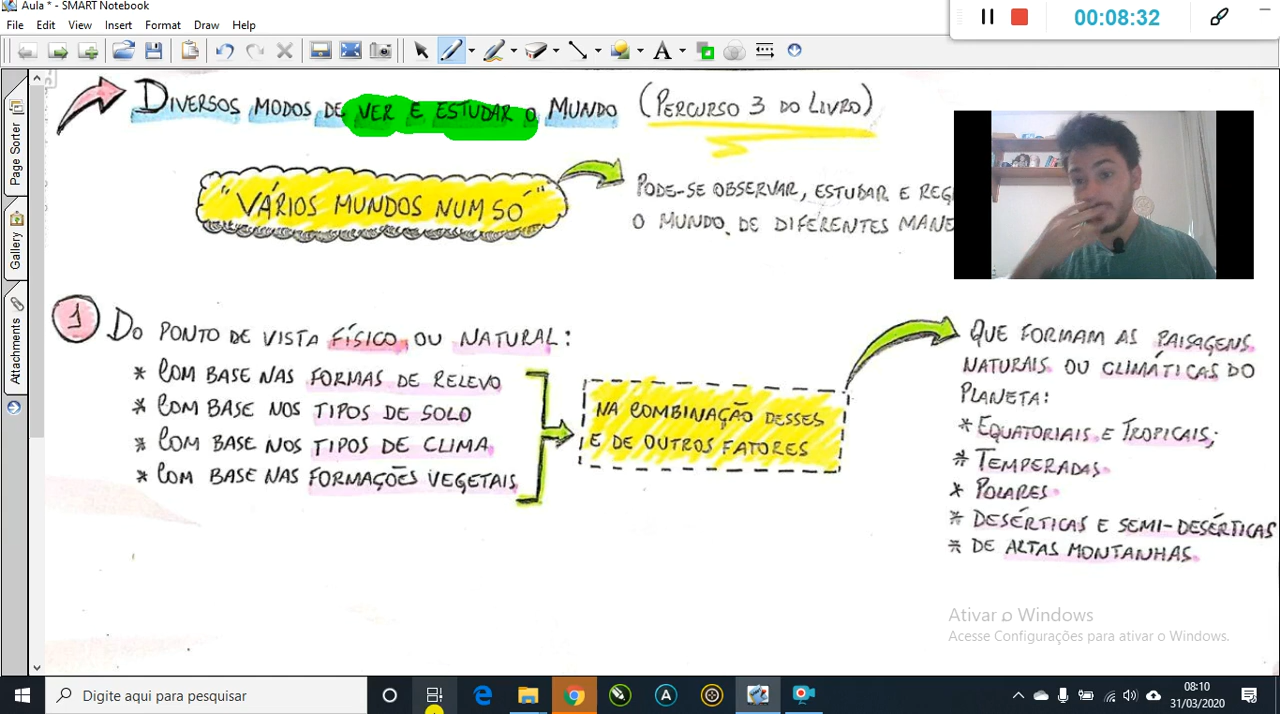 Aula * - SMART Notebook
00:08:32
File Edit View Insert Format Draw Help
Page Sorter
Gallery
Attachments
DIVERSOS MODOS DE VER E ESTUDAR O MUNDO (PERCURSO 3 DO LIVRO)
"VÁRIOS MUNDOS NUM SÓ"
PODE-SE OBSERVAR, ESTUDAR E
O MUNDO DE DIFERENTES
1 DO PONTO DE VISTA FÍSICO OU NATURAL:
* COM BASE NAS FORMAS DE RELEVO
* COM BASE NOS TIPOS DE SOLO
* COM BASE NOS TIPOS DE CLIMA
* COM BASE NAS FORMAÇÕES VEGETAIS
NA COMBINAÇÃO DESSES
E DE OUTROS FATORES
QUE FORMAM AS PAISAGENS
NATURAIS OU CLIMÁTICAS DO
PLANETA:
* EQUATORIAIS E TROPICAIS;
* TEMPERADAS
* POLARES
* DESÉRTICAS E SEMI-DESÉRTICAS
* DE ALTAS MONTANHAS.
Ativar o Windows
Acesse Configurações para ativar o Windows.
Digite aqui para pesquisar
08:10
31/03/2020